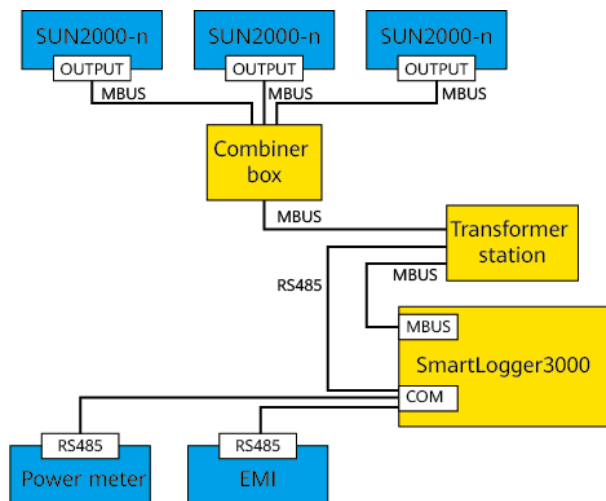 SUN2000-n
SUN2000-n
SUN2000-n
OUTPUT
OUTPUT
OUTPUT
MBUS
MBUS
MBUS
Combiner
box
MBUS
Transformer
station
RS485
MBUS
MBUS
SmartLogger3000
COM
RS485
RS485
Power meter
EMI